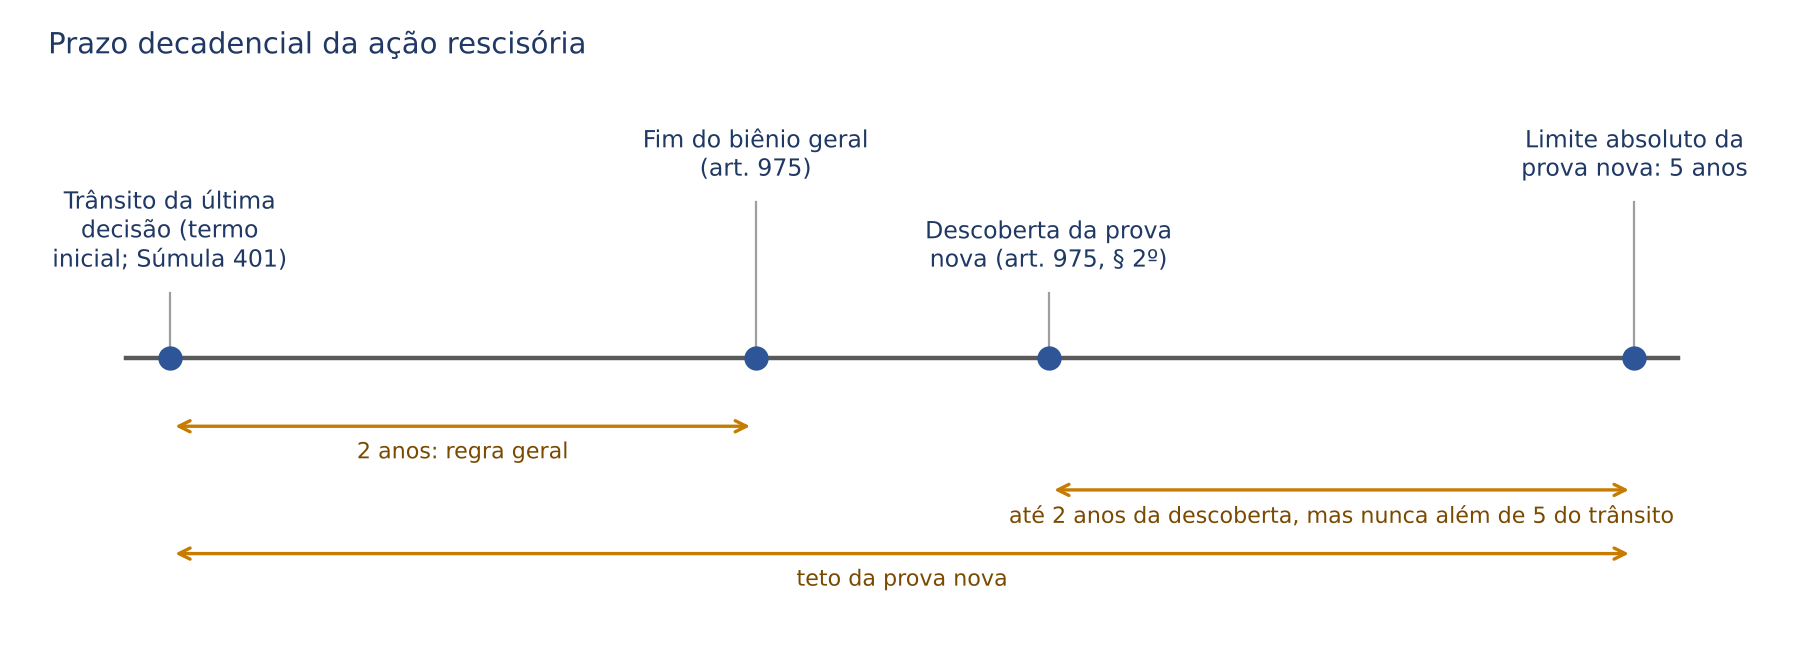 Prazo decadencial da ação rescisória
Fim do biênio geral
(art. 975)
Limite absoluto da
prova nova: 5 anos
Trânsito da última
decisão (termo
inicial; Súmula 401)
Descoberta da prova
nova (art. 975, § 2º)
2 anos: regra geral
até 2 anos da descoberta, mas nunca além de 5 do trânsito
teto da prova nova